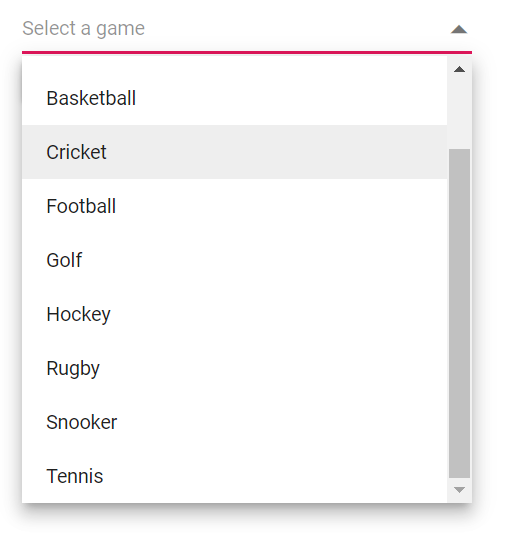 Select a game
Basketball
Cricket
Football
Golf
Hockey
Rugby
Snooker
Tennis